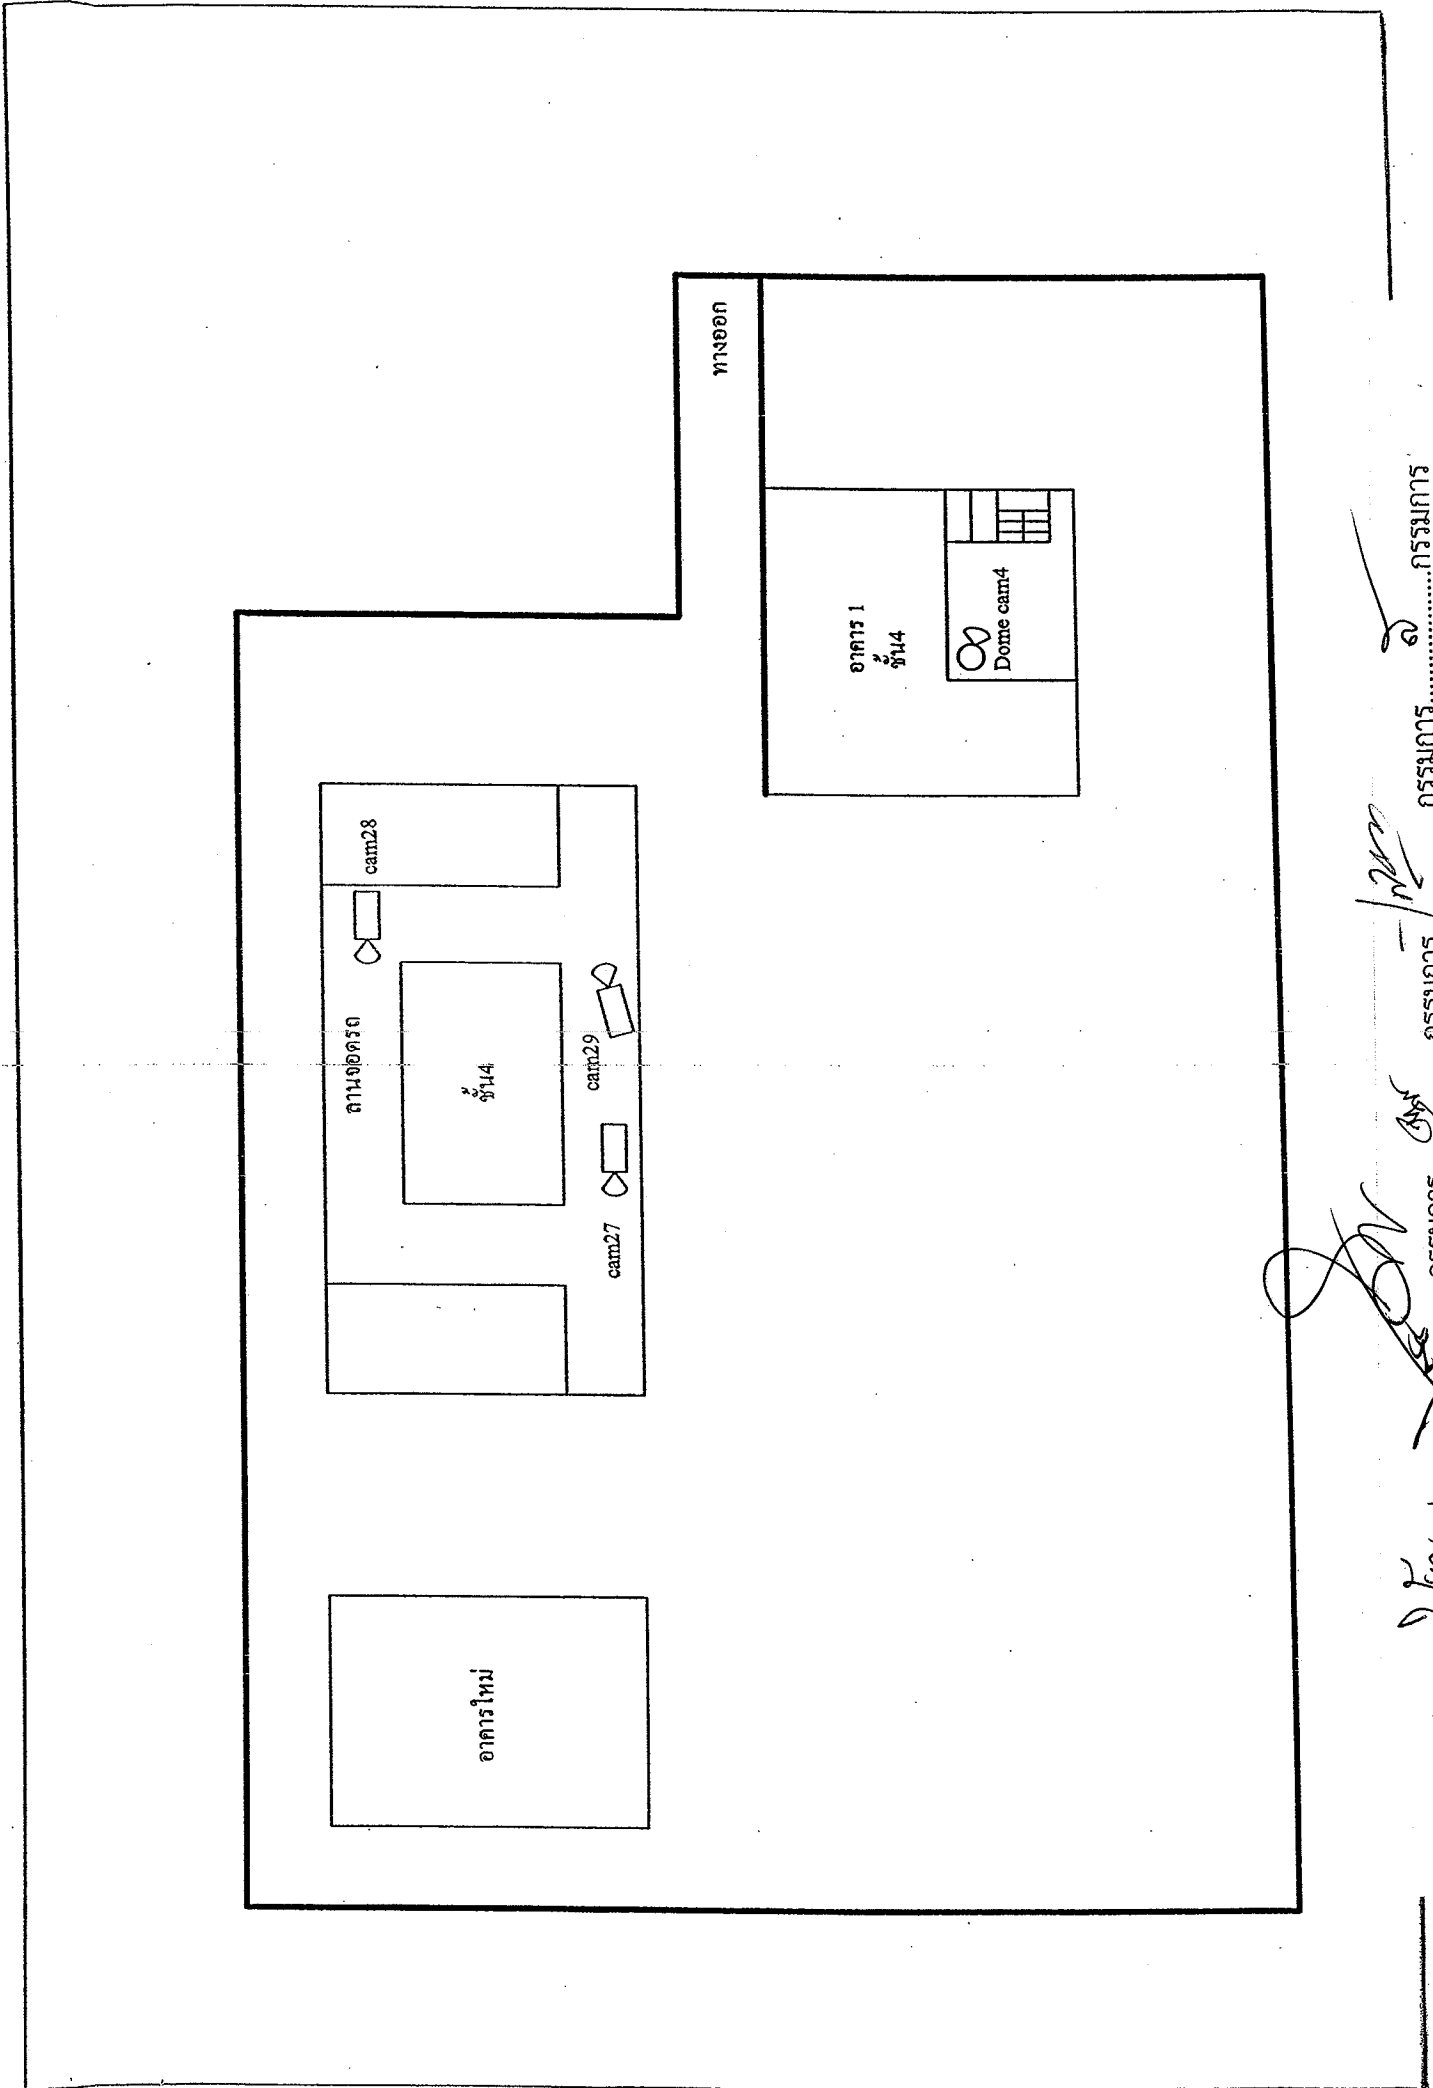 อาคารใหม่
ลานจอดรถ
cam28
ชั้น4
cam27
cam29
ทางออก
อาคาร 1
ชั้น4
Dome cam4
กรรมการ
กรรมการ
กรรมการ
กรรมการ